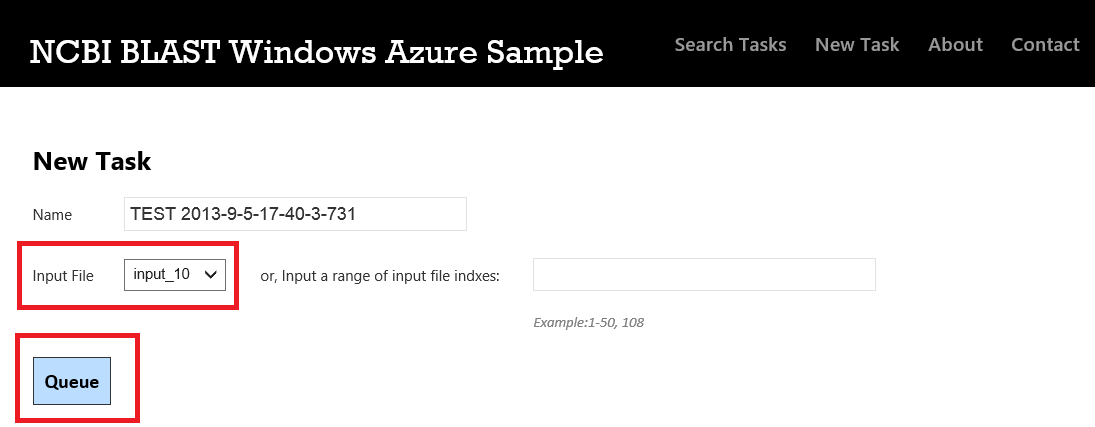 NCBI BLAST Windows Azure Sample
Search Tasks New Task About Contact
New Task
Name TEST 2013-9-5-17-40-3-731
Input File input_10 or, Input a range of input file indxes:
Example:1-50, 108
Queue